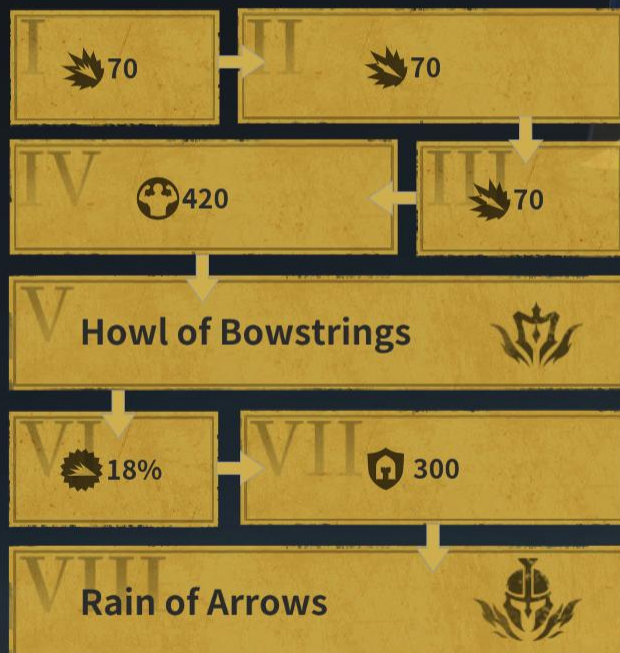 I 70
II 70
III 70
IV 420
V Howl of Bowstrings
VI 18%
VII 300
VIII Rain of Arrows